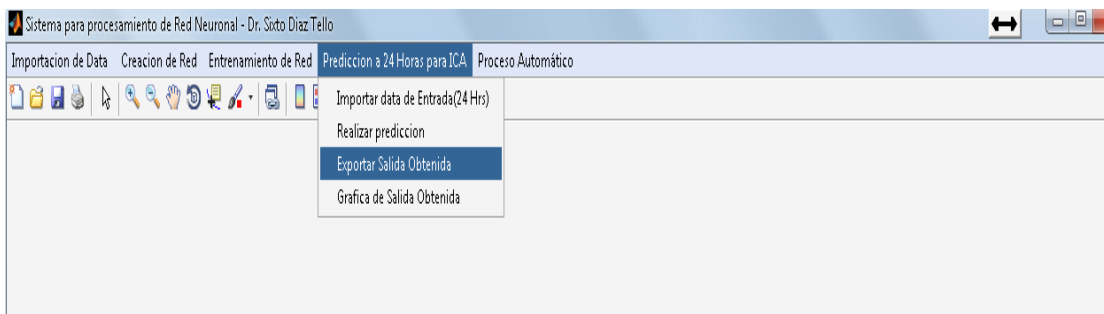 Sistema para procesamiento de Red Neuronal - Dr. Sixto Diaz Tello
Importacion de Data Creacion de Red Entrenamiento de Red Prediccion a 24 Horas para ICA Proceso Automático
Importar data de Entrada(24 Hrs)
Realizar prediccion
Exportar Salida Obtenida
Grafica de Salida Obtenida